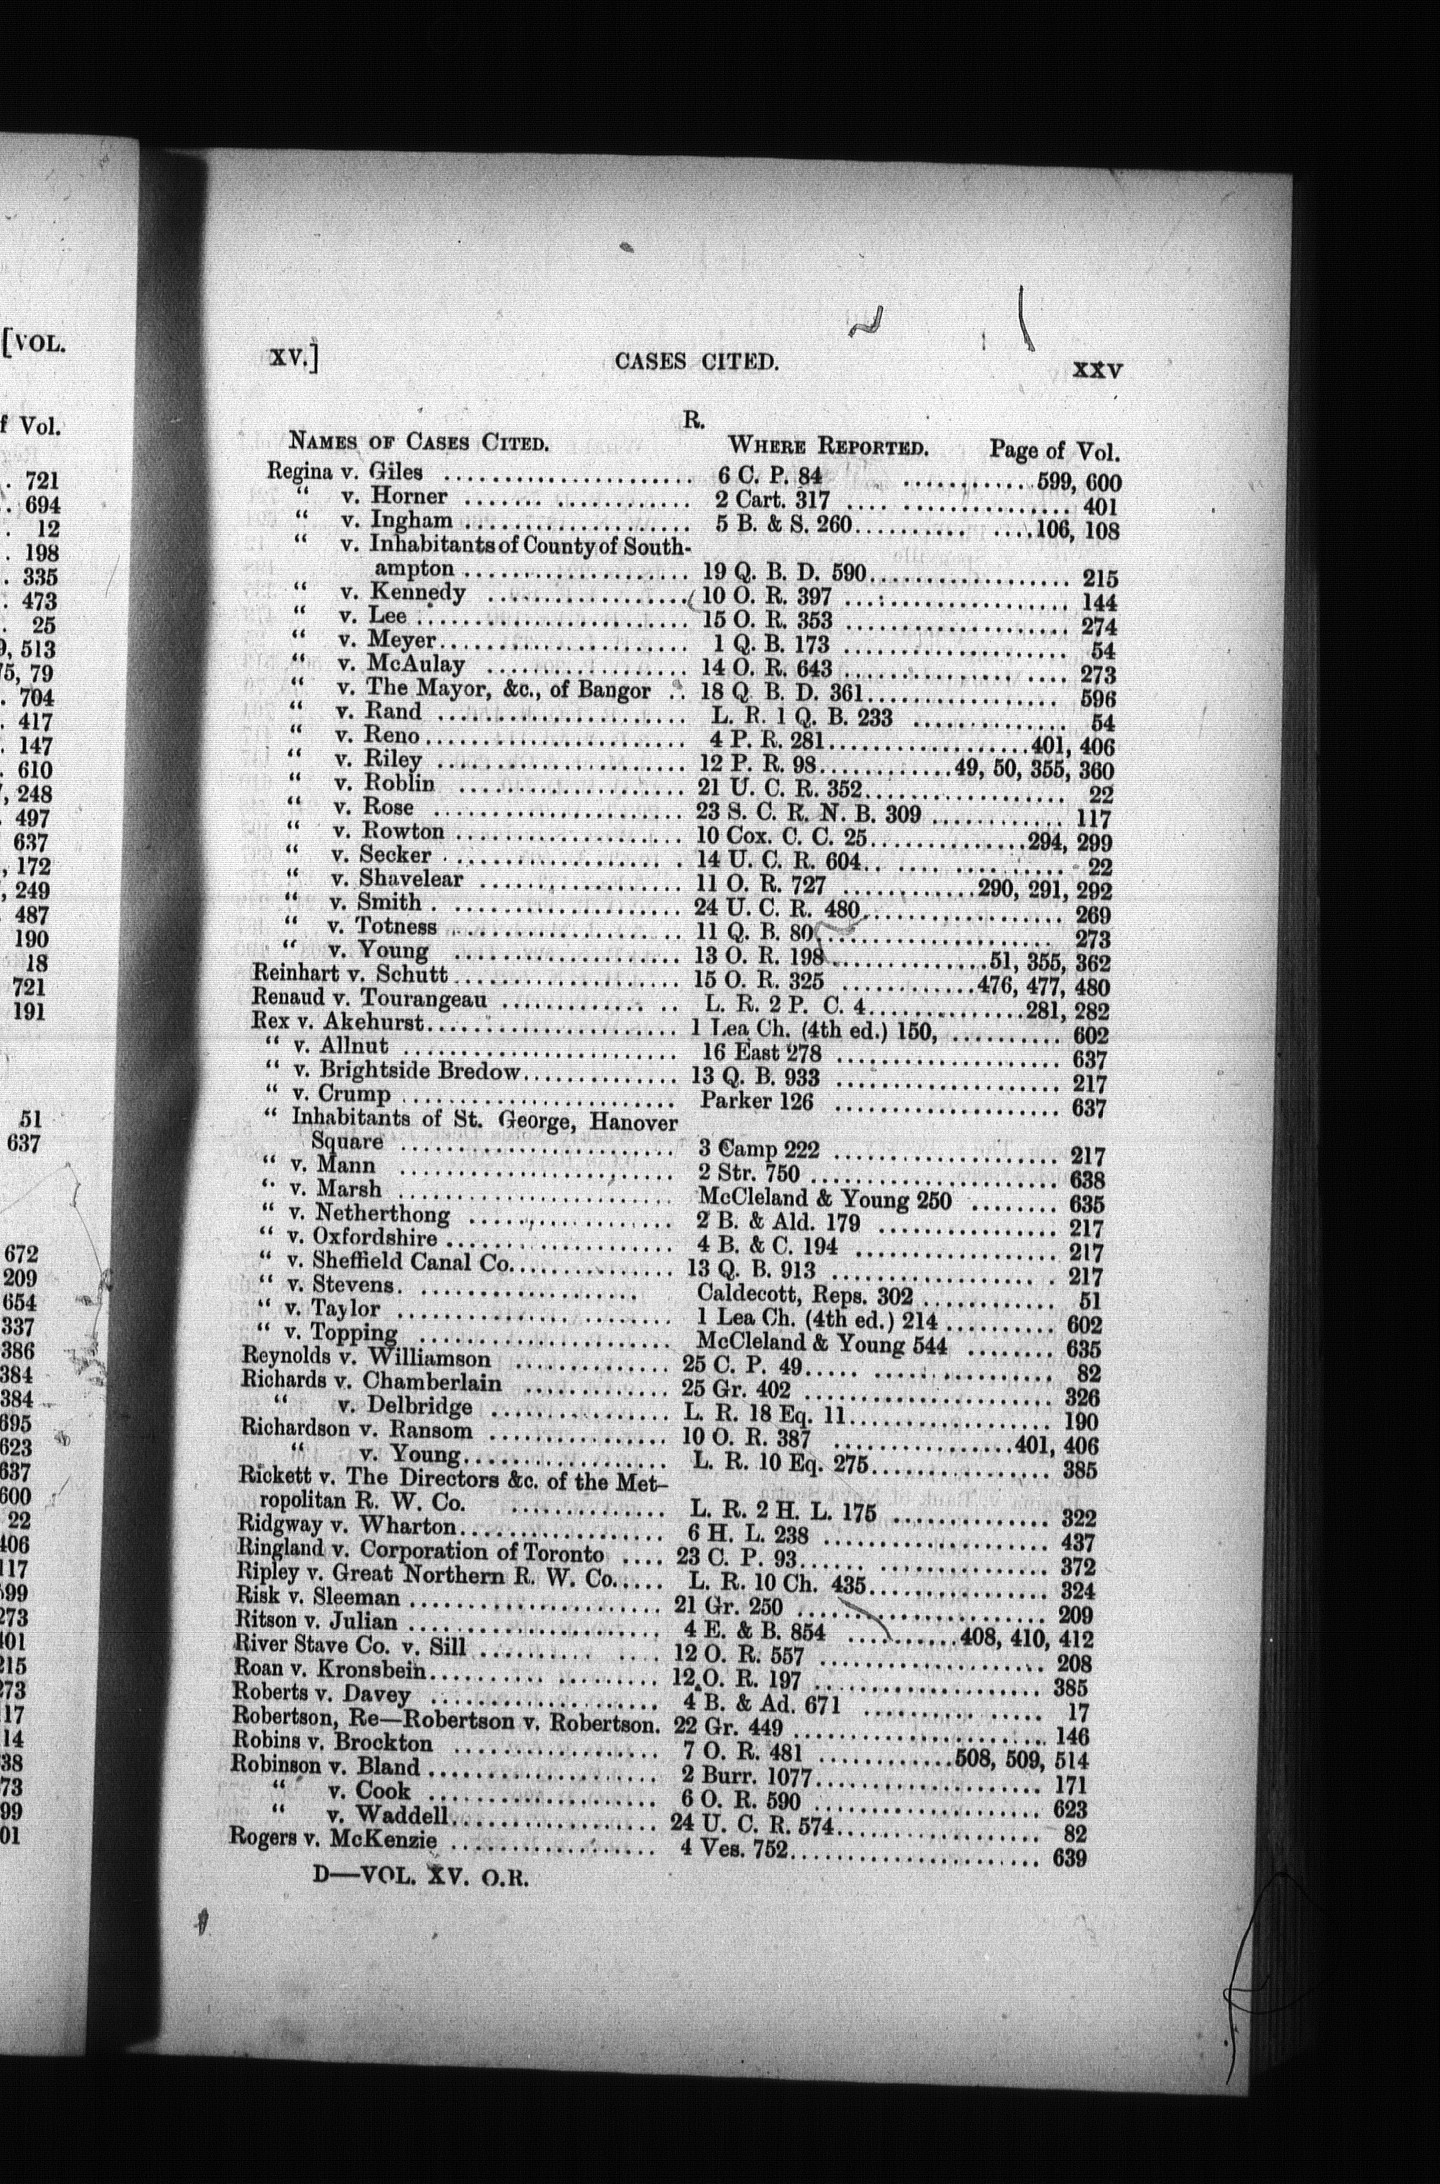 [VOL.
f Vol.
721
694
12
198
335
473
25
513
75, 79
704
417
147
610
248
497
637
172
249
487
190
18
721
191
51
637
672
209
654
337
386
384
384
695
623
637
600
22
406
117
599
273
401
215
273
17
14
38
73
99
01
XV.] CASES CITED. XXV
R.
NAMES OF CASES CITED. WHERE REPORTED. Page of Vol.
Regina v. Giles ...................... 6 C. P. 84 ............599, 600
“ v. Horner .................... 2 Cart. 317 .................... 401
“ v. Ingham .................... 5 B. & S. 260.......... ....106, 108
“ v. Inhabitants of County of South-
ampton .................... 19 Q. B. D. 590.................. 215
“ v. Kennedy .................. 10 O. R. 397 .................... 144
“ v. Lee ........................ 15 O. R. 353 .................... 274
“ v. Meyer...................... 1 Q. B. 173 .................... 54
“ v. McAulay .................. 14 O. R. 643 .................... 273
“ v. The Mayor, &c., of Bangor .. 18 Q B. D. 361.................. 596
“ v. Rand ...................... L. R. 1 Q. B. 233 .............. 54
“ v. Reno....................... 4 P. R. 281..................401, 406
“ v. Riley ...................... 12 P. R. 98............49, 50, 355, 360
“ v. Roblin .................... 21 U. C. R. 352.................. 22
“ v. Rose ...................... 23 S. C. R. N. B. 309 ............ 117
“ v. Rowton .................... 10 Cox. C. C. 25..............294, 299
“ v. Secker ..................... 14 U. C. R. 604.................. 22
“ v. Shavelear .................. 11 O. R. 727 ............290, 291, 292
“ v. Smith . .................... 24 U. C. R. 480.................. 269
“ v. Totness .................... 11 Q. B. 80..................... 273
“ v. Young .................... 13 O. R. 198..............51, 355, 362
Reinhart v. Schutt.................... 15 O. R. 325 ............476, 477, 480
Renaud v. Tourangeau ................ L. R. 2 P. C. 4..............281, 282
Rex v. Akehurst...................... 1 Lea Ch. (4th ed.) 150, .......... 602
“ v. Allnut ........................ 16 East 278 .................... 637
“ v. Brightside Bredow.............. 13 Q. B. 933 .................... 217
“ v. Crump ........................ Parker 126 .................... 637
“ Inhabitants of St. George, Hanover
Square ........................ 3 Camp 222 .................... 217
“ v. Mann ........................ 2 Str. 750 ...................... 638
“ v. Marsh ........................ McCleland & Young 250 ........ 635
“ v. Netherthong .................. 2 B. & Ald. 179 ................ 217
“ v. Oxfordshire .................... 4 B. & C. 194 .................. 217
“ v. Sheffield Canal Co.............. 13 Q. B. 913 .................... 217
“ v. Stevens. .................... Caldecott, Reps. 302 ............ 51
“ v. Taylor ........................ 1 Lea Ch. (4th ed.) 214 .......... 602
“ v. Topping ...................... McCleland & Young 544 ........ 635
Reynolds v. Williamson .............. 25 C. P. 49..... ................ 82
Richards v. Chamberlain ............. 25 Gr. 402 ...................... 326
“ v. Delbridge ................ L. R. 18 Eq. 11.................. 190
Richardson v. Ransom ................ 10 O. R. 387 ................401, 406
“ v. Young.................. L. R. 10 Eq. 275................ 385
Rickett v. The Directors &c. of the Met-
ropolitan R. W. Co. .............. L. R. 2 H. L. 175 .............. 322
Ridgway v. Wharton.................. 6 H. L. 238 .................... 437
Ringland v. Corporation of Toronto .... 23 C. P. 93...... ................ 372
Ripley v. Great Northern R. W. Co..... L. R. 10 Ch. 435................ 324
Risk v. Sleeman ...................... 21 Gr. 250 ...................... 209
Ritson v. Julian ...................... 4 E. & B. 854 ..........408, 410, 412
River Stave Co. v. Sill .......... .... 12 O. R. 557 .................... 208
Roan v. Kronsbein.......... .......... 12 O. R. 197 .................... 385
Roberts v. Davey .................... 4 B. & Ad. 671 ................ 17
Robertson, Re—Robertson v. Robertson. 22 Gr. 449 ...................... 146
Robins v. Brockton .................. 7 O. R. 481 ............508, 509, 514
Robinson v. Bland .................... 2 Burr. 1077.................... 171
“ v. Cook .................... 6 O. R. 590 .................... 623
“ v. Waddell.................. 24 U. C. R. 574.................. 82
Rogers v. McKenzie .................. 4 Ves. 752...................... 639
D—VOL. XV. O.R.